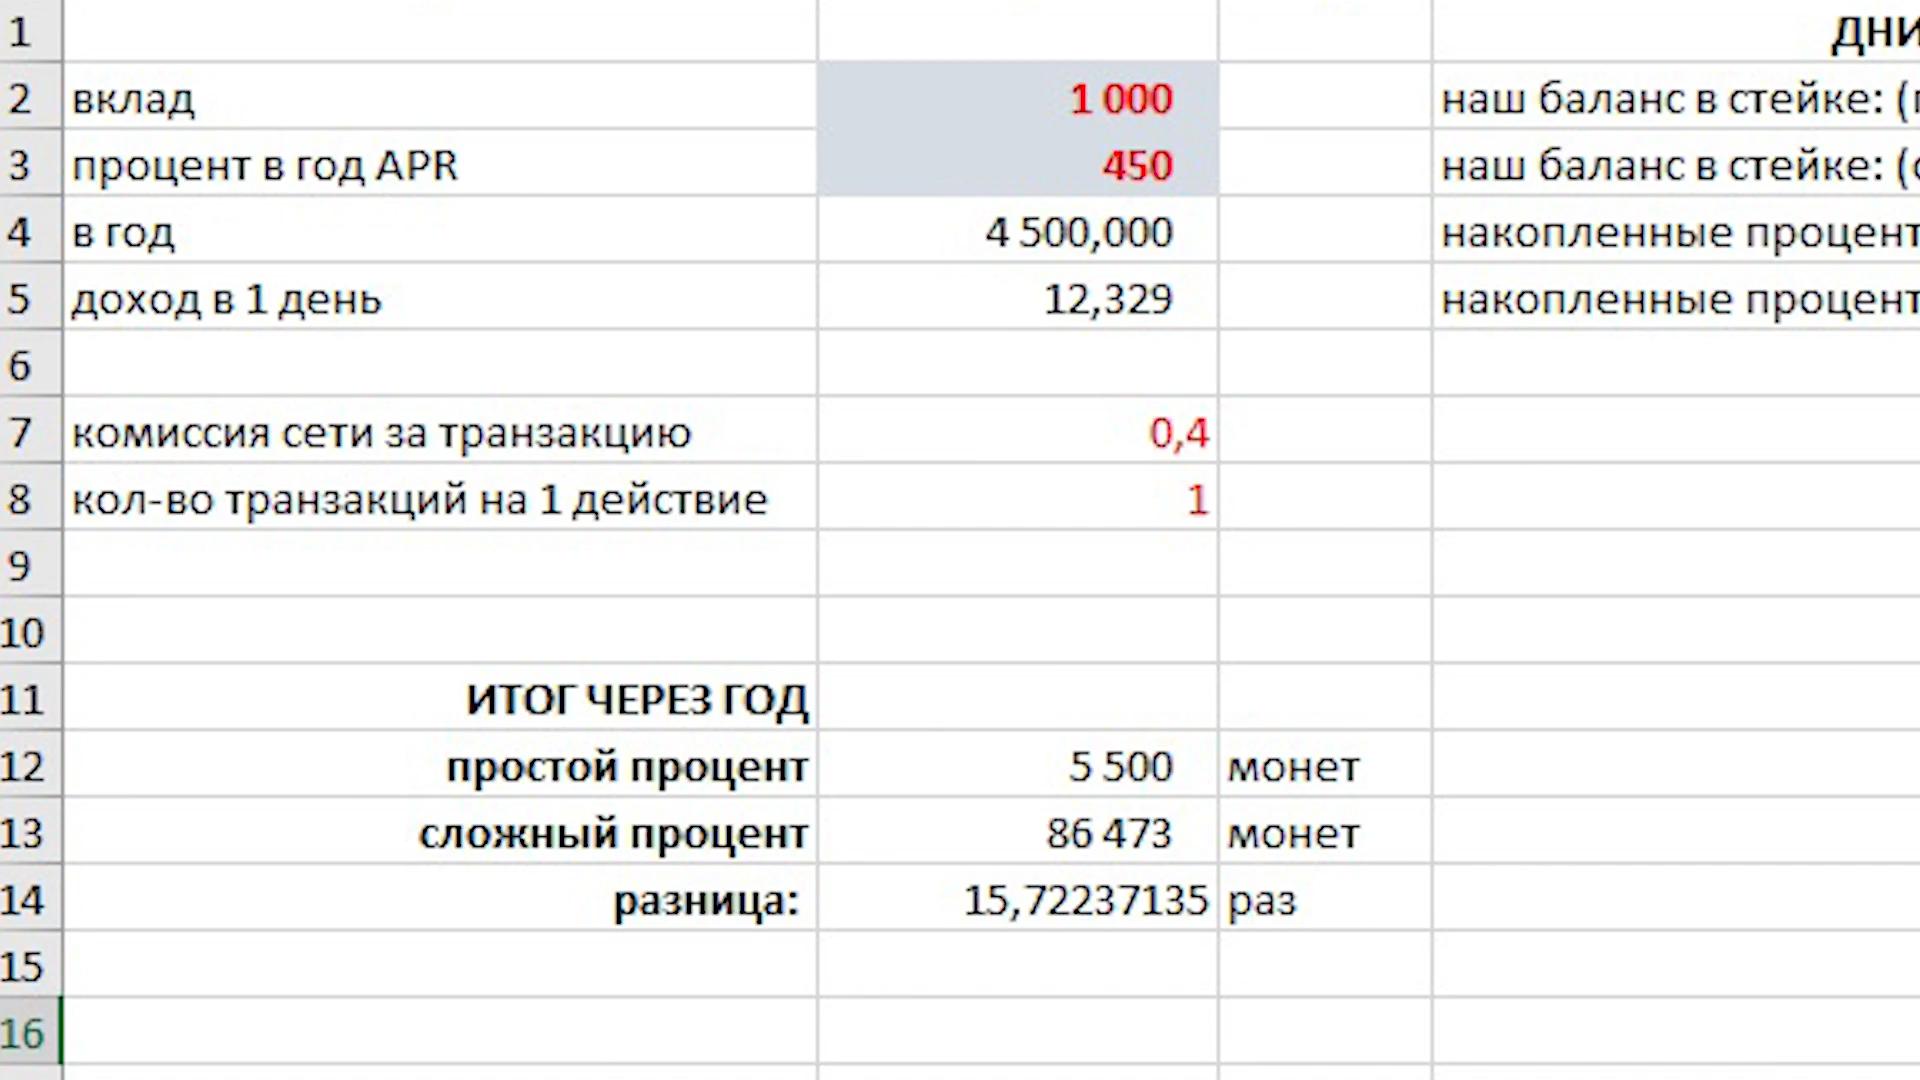 1 ДНИ
2 вклад 1 000 наш баланс в стейке: (
3 процент в год APR 450 наш баланс в стейке: (
4 в год 4 500,000 накопленные процент
5 доход в 1 день 12,329 накопленные процент
6
7 комиссия сети за транзакцию 0,4
8 кол-во транзакций на 1 действие 1
9
10
11 ИТОГ ЧЕРЕЗ ГОД
12 простой процент 5 500 монет
13 сложный процент 86 473 монет
14 разница: 15,72237135 раз
15
16